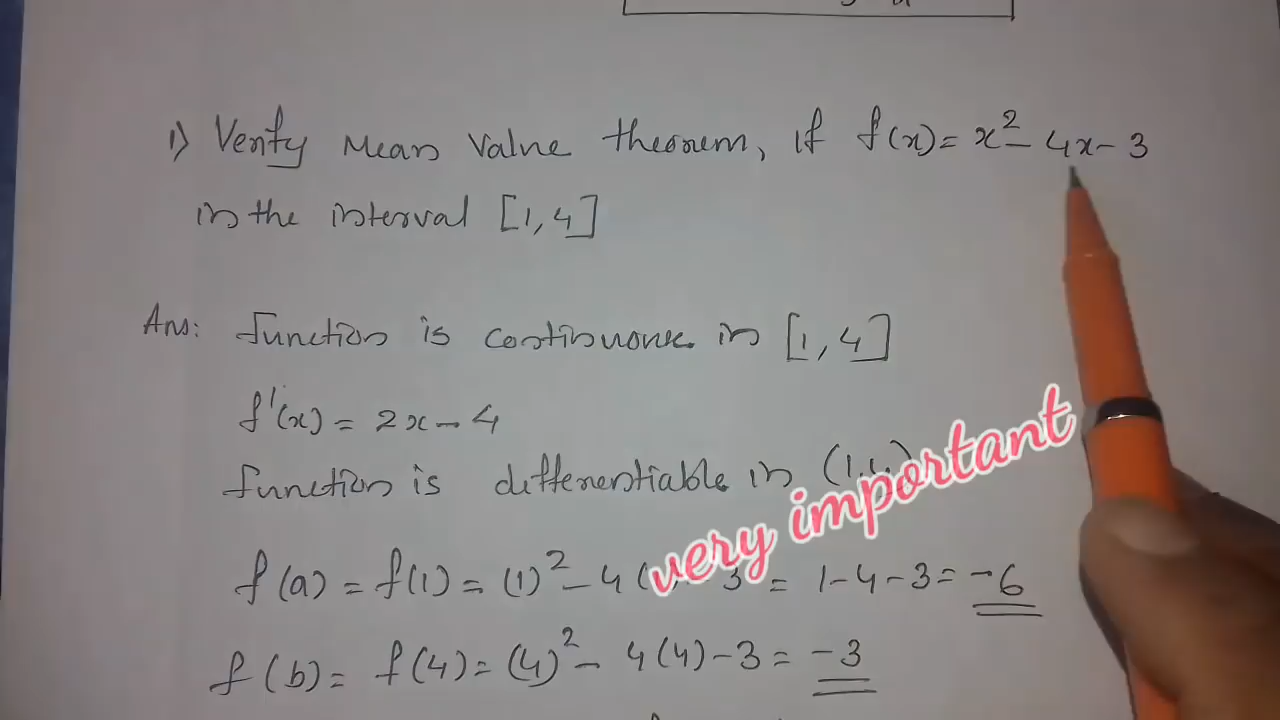 1) Verify Mean Value theorem, if f(x) = x² - 4x - 3
in the interval [1, 4]
Ans: Function is continuous in [1, 4]
f'(x) = 2x - 4
Function is differentiable in (1,4)
very important
f(a) = f(1) = (1)² - 4( 3 = 1 - 4 - 3 = -6
f(b) = f(4) = (4)² - 4(4) - 3 = -3